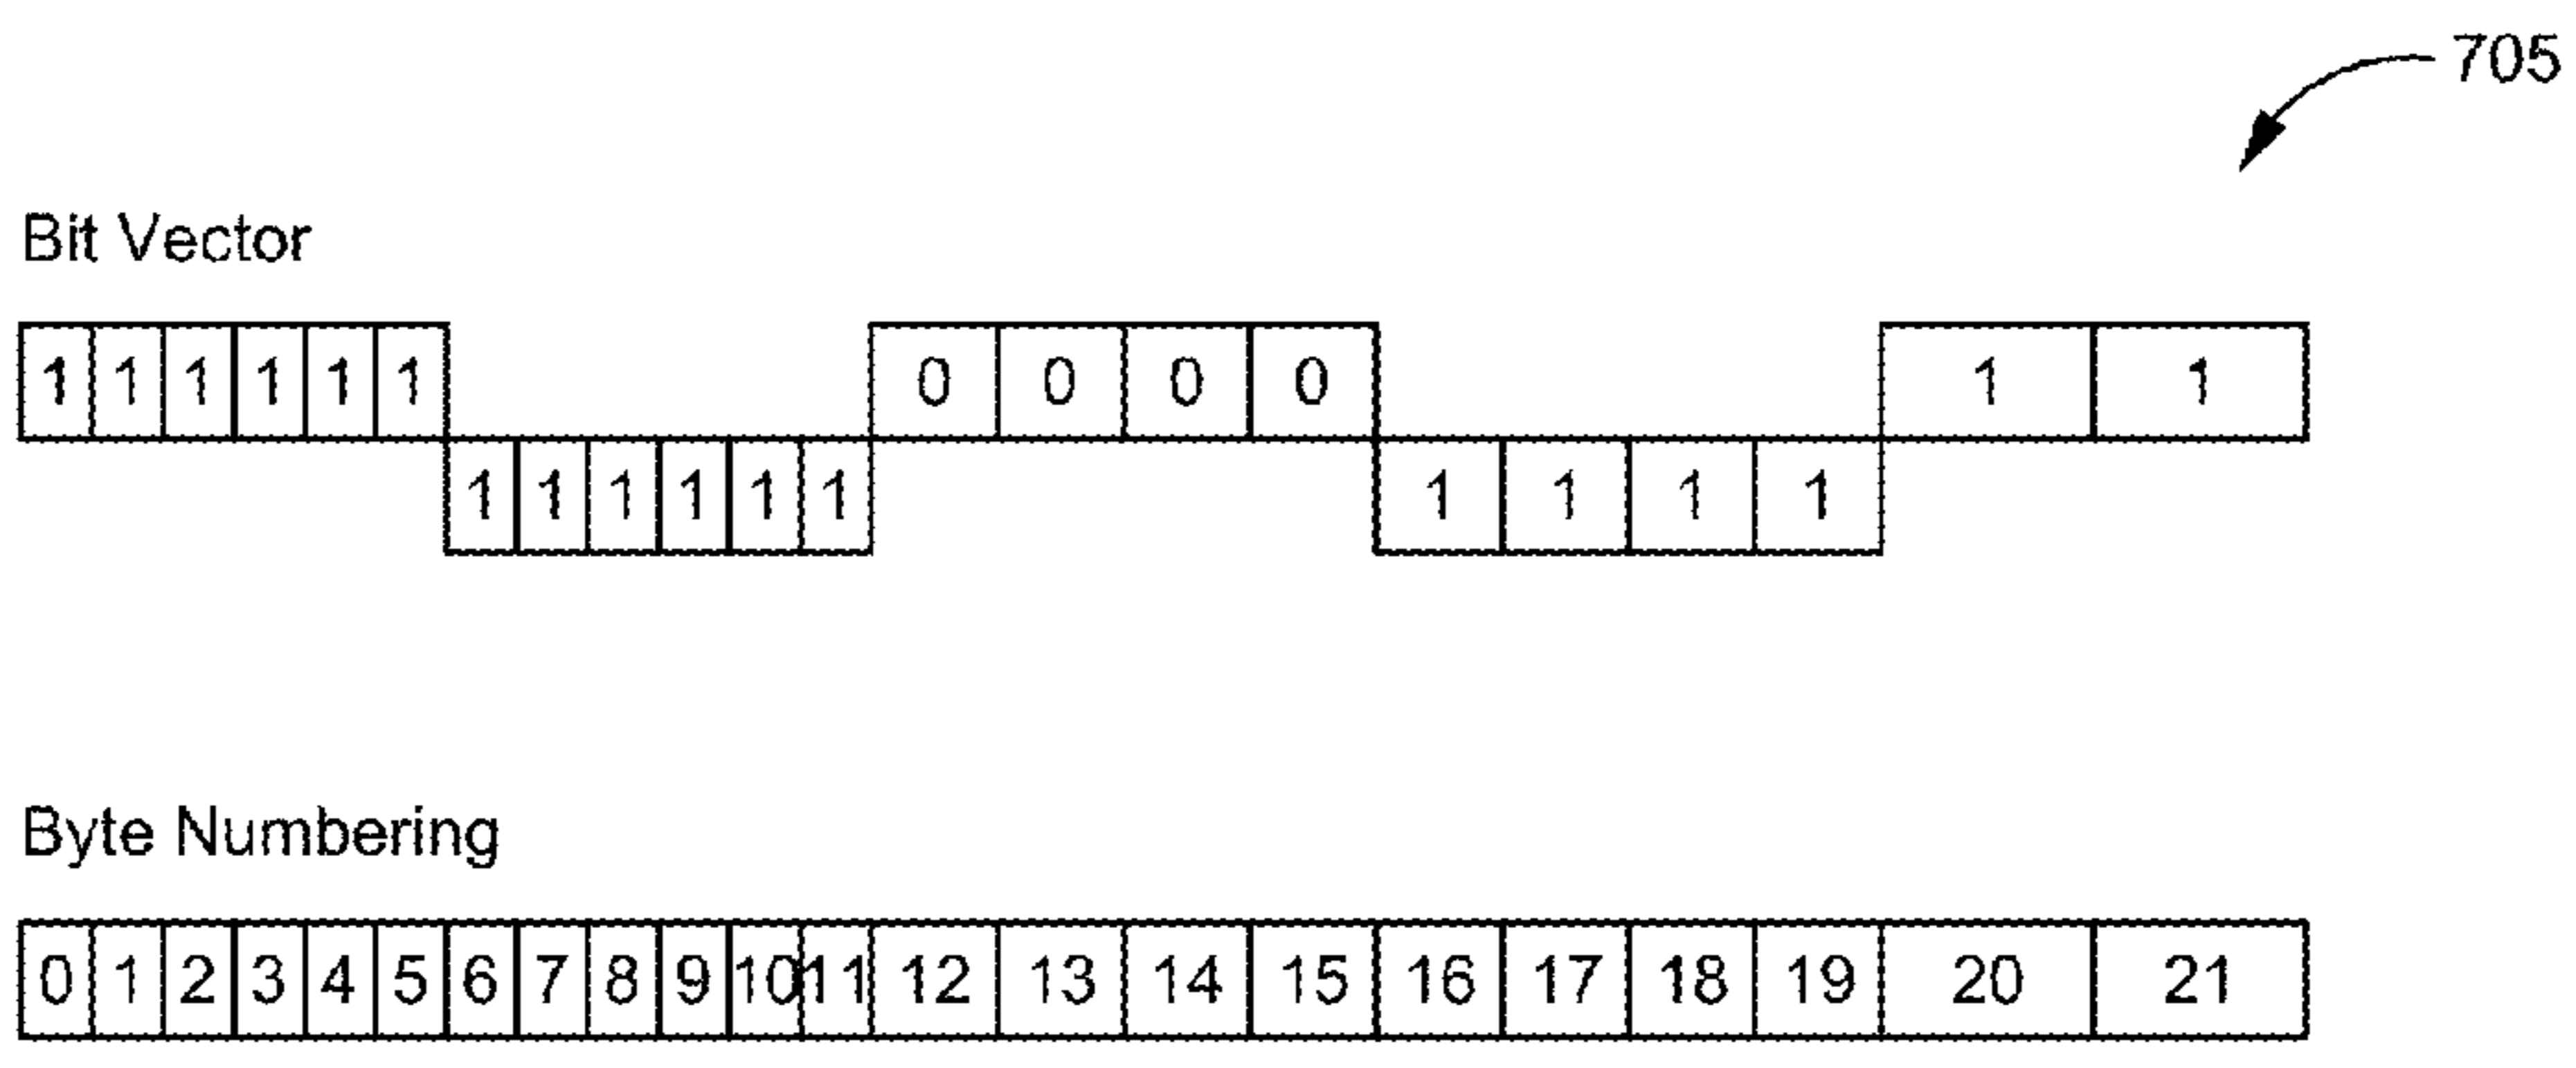 705
Bit Vector
1 1 1 1 1 1 0 0 0 0 1 1
1 1 1 1 1 1 1 1 1 1
Byte Numbering
0 1 2 3 4 5 6 7 8 9 10 11 12 13 14 15 16 17 18 19 20 21